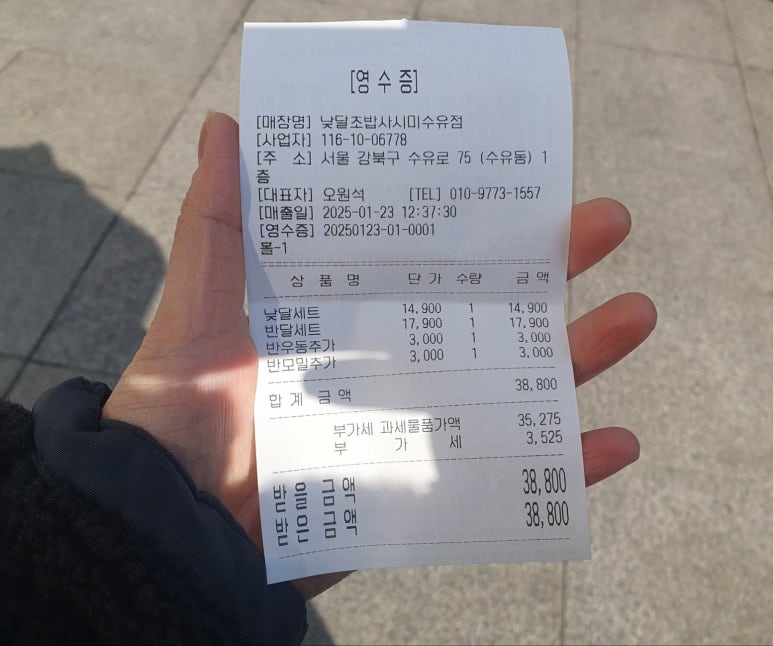 [영 수 증]
[매장명] 낮달초밥사시미수유점
[사업자] 116-10-06778
[주 소] 서울 강북구 수유로 75 (수유동) 1
층
[대표자] 오원석 [TEL] 010-9773-1557
[매출일] 2025-01-23 12:37:30
[영수증] 20250123-01-0001
홀-1
상 품 명 단 가 수량 금 액
낮달세트 14,900 1 14,900
반달세트 17,900 1 17,900
반우동추가 3,000 1 3,000
반모밀추가 3,000 1 3,000
합 계 금 액 38,800
부가세 과세물품가액 35,275
부 가 세 3,525
받 을 금 액 38,800
받 은 금 액 38,800